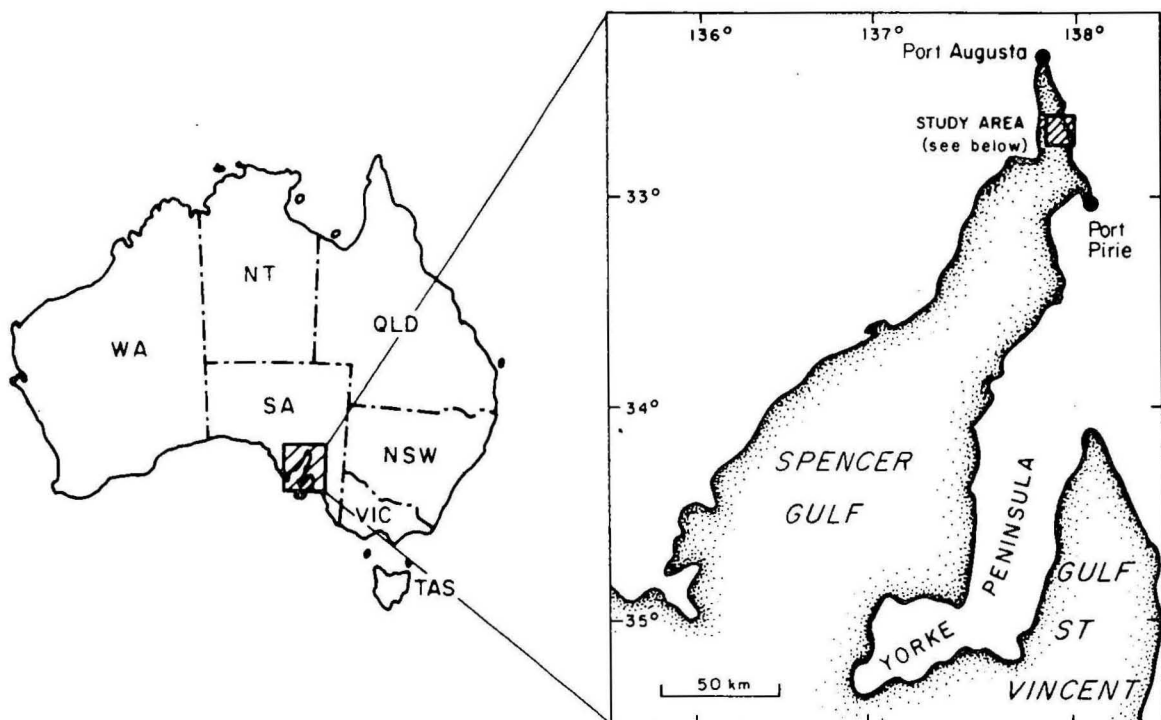 WA
NT
QLD
SA
NSW
VIC
TAS
136°
137°
138°
Port Augusta
STUDY AREA
(see below)
33°
Port
Pirie
34°
SPENCER
GULF
YORKE
PENINSULA
GULF
ST
VINCENT
35°
50 km